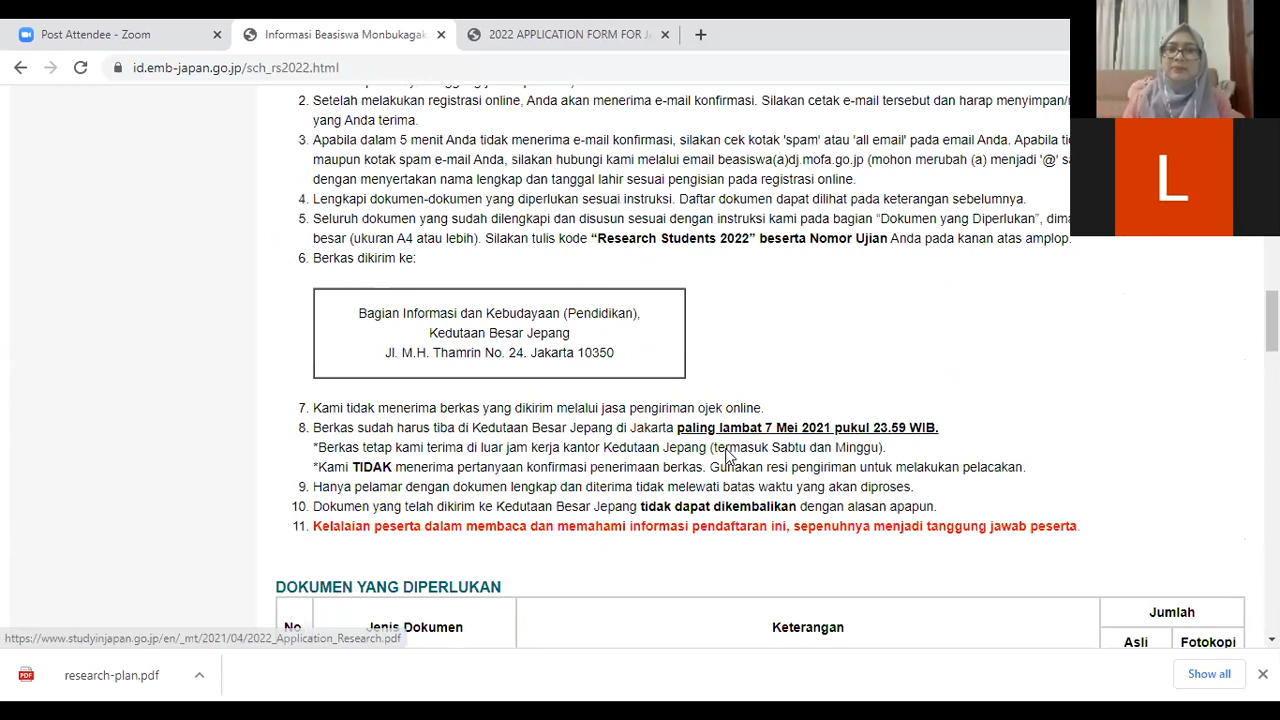 Post Attendee - Zoom
Informasi Beasiswa Monbukagak
2022 APPLICATION FORM FOR J
id.emb-japan.go.jp/sch_rs2022.html
2. Setelah melakukan registrasi online, Anda akan menerima e-mail konfirmasi. Silakan cetak e-mail tersebut dan harap menyimpan/
yang Anda terima.
3. Apabila dalam 5 menit Anda tidak menerima e-mail konfirmasi, silakan cek kotak 'spam' atau 'all email' pada email Anda. Apabila
maupun kotak spam e-mail Anda, silakan hubungi kami melalui email beasiswa(a)dj.mofa.go.jp (mohon merubah (a) menjadi '@'
dengan menyertakan nama lengkap dan tanggal lahir sesuai pengisian pada registrasi online.
4. Lengkapi dokumen-dokumen yang diperlukan sesuai instruksi. Daftar dokumen dapat dilihat pada keterangan sebelumnya.
5. Seluruh dokumen yang sudah dilengkapi dan disusun sesuai dengan instruksi kami pada bagian “Dokumen yang Diperlukan”,
besar (ukuran A4 atau lebih). Silakan tulis kode “Research Students 2022” beserta Nomor Ujian Anda pada kanan atas amplop.
6. Berkas dikirim ke:
Bagian Informasi dan Kebudayaan (Pendidikan),
Kedutaan Besar Jepang
Jl. M.H. Thamrin No. 24. Jakarta 10350
7. Kami tidak menerima berkas yang dikirim melalui jasa pengiriman ojek online.
8. Berkas sudah harus tiba di Kedutaan Besar Jepang di Jakarta paling lambat 7 Mei 2021 pukul 23.59 WIB.
*Berkas tetap kami terima di luar jam kerja kantor Kedutaan Jepang (termasuk Sabtu dan Minggu).
*Kami TIDAK menerima pertanyaan konfirmasi penerimaan berkas. Gunakan resi pengiriman untuk melakukan pelacakan.
9. Hanya pelamar dengan dokumen lengkap dan diterima tidak melewati batas waktu yang akan diproses.
10. Dokumen yang telah dikirim ke Kedutaan Besar Jepang tidak dapat dikembalikan dengan alasan apapun.
11. Kelalaian peserta dalam membaca dan memahami informasi pendaftaran ini, sepenuhnya menjadi tanggung jawab peserta.
DOKUMEN YANG DIPERLUKAN
No
Jenis Dokumen
Keterangan
Jumlah
Asli
Fotokopi
https://www.studyinjapan.go.jp/en/_mt/2021/04/2022_Application_Research.pdf
PDF
research-plan.pdf
Show all
L